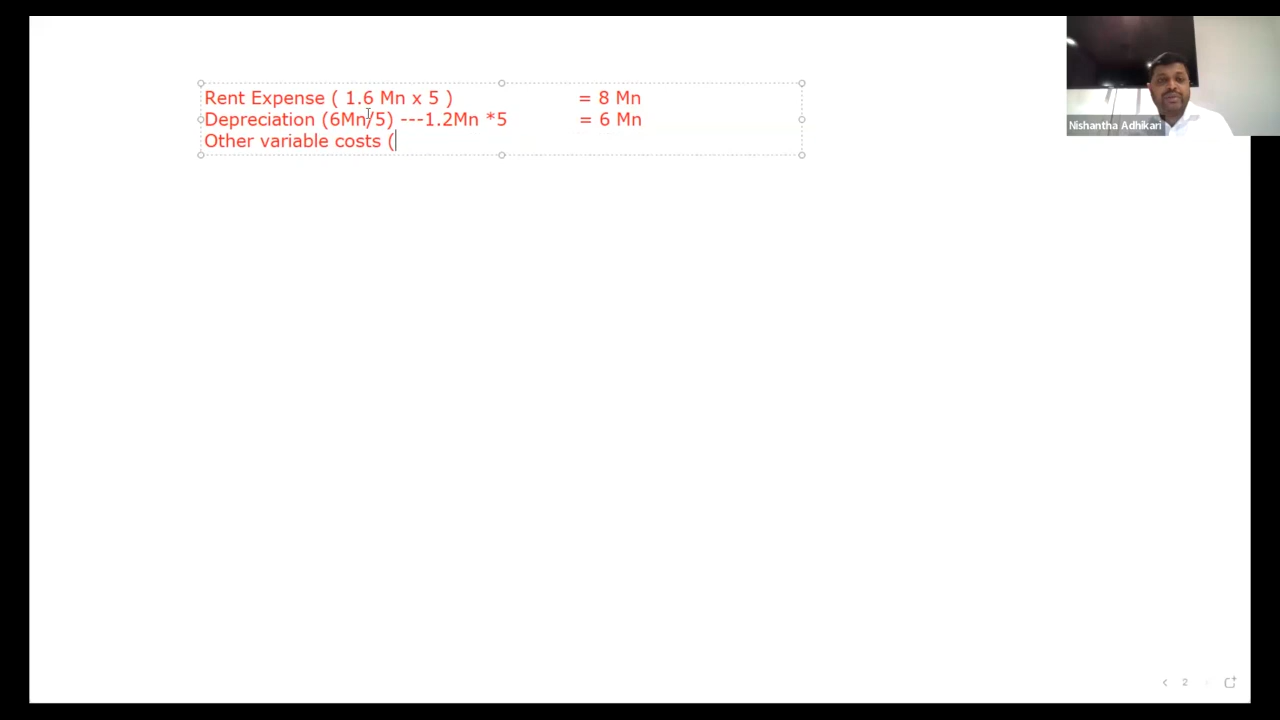 Rent Expense ( 1.6 Mn x 5 ) = 8 Mn
Depreciation (6Mn/5) ---1.2Mn *5 = 6 Mn
Other variable costs (
Nishantha Adhikari
2